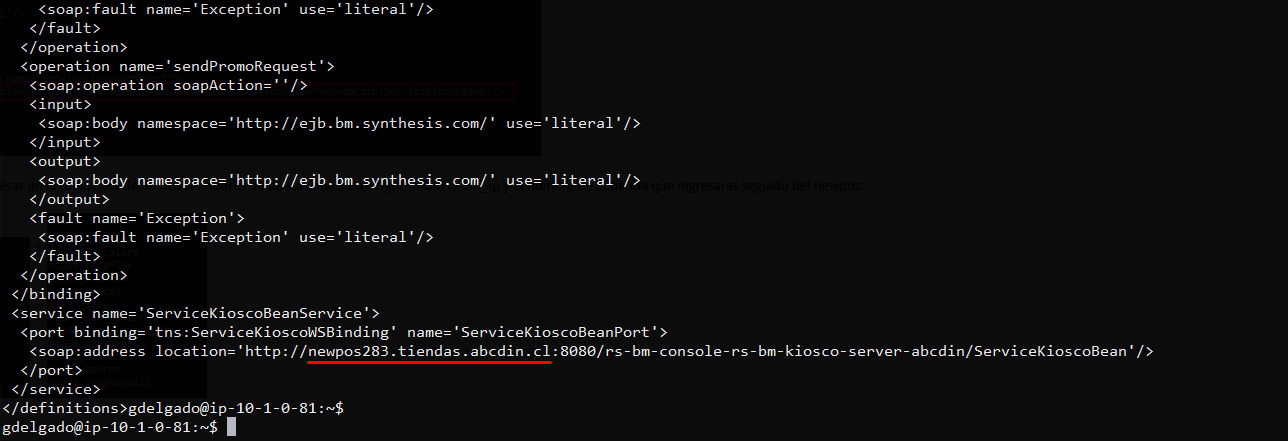 <soap:fault name='Exception' use='literal'/>
</fault>
</operation>
<operation name='sendPromoRequest'>
<soap:operation soapAction=''/>
<input>
<soap:body namespace='http://ejb.bm.synthesis.com/' use='literal'/>
</input>
<output>
<soap:body namespace='http://ejb.bm.synthesis.com/' use='literal'/>
</output>
<fault name='Exception'>
<soap:fault name='Exception' use='literal'/>
</fault>
</operation>
</binding>
<service name='ServiceKioscoBeanService'>
<port binding='tns:ServiceKioscoWSBinding' name='ServiceKioscoBeanPort'>
<soap:address location='http://newpos283.tiendas.abcdin.cl:8080/rs-bm-console-rs-bm-kiosco-server-abcdin/ServiceKioscoBean'/>
</port>
</service>
</definitions>gdelgado@ip-10-1-0-81:~$
gdelgado@ip-10-1-0-81:~$